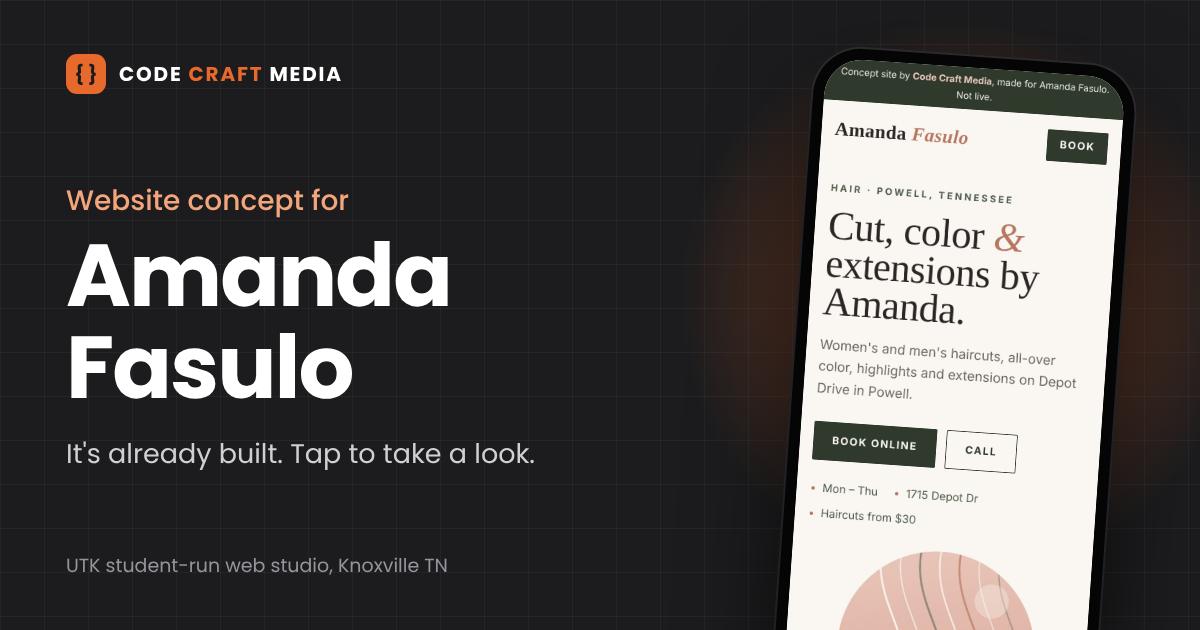 { } CODE CRAFT MEDIA
Website concept for
Amanda
Fasulo
It's already built. Tap to take a look.
UTK student-run web studio, Knoxville TN
Concept site by Code Craft Media, made for Amanda Fasulo.
Not live.
Amanda Fasulo
BOOK
HAIR · POWELL, TENNESSEE
Cut, color &
extensions by
Amanda.
Women's and men's haircuts, all-over
color, highlights and extensions on Depot
Drive in Powell.
BOOK ONLINE
CALL
• Mon – Thu • 1715 Depot Dr
• Haircuts from $30